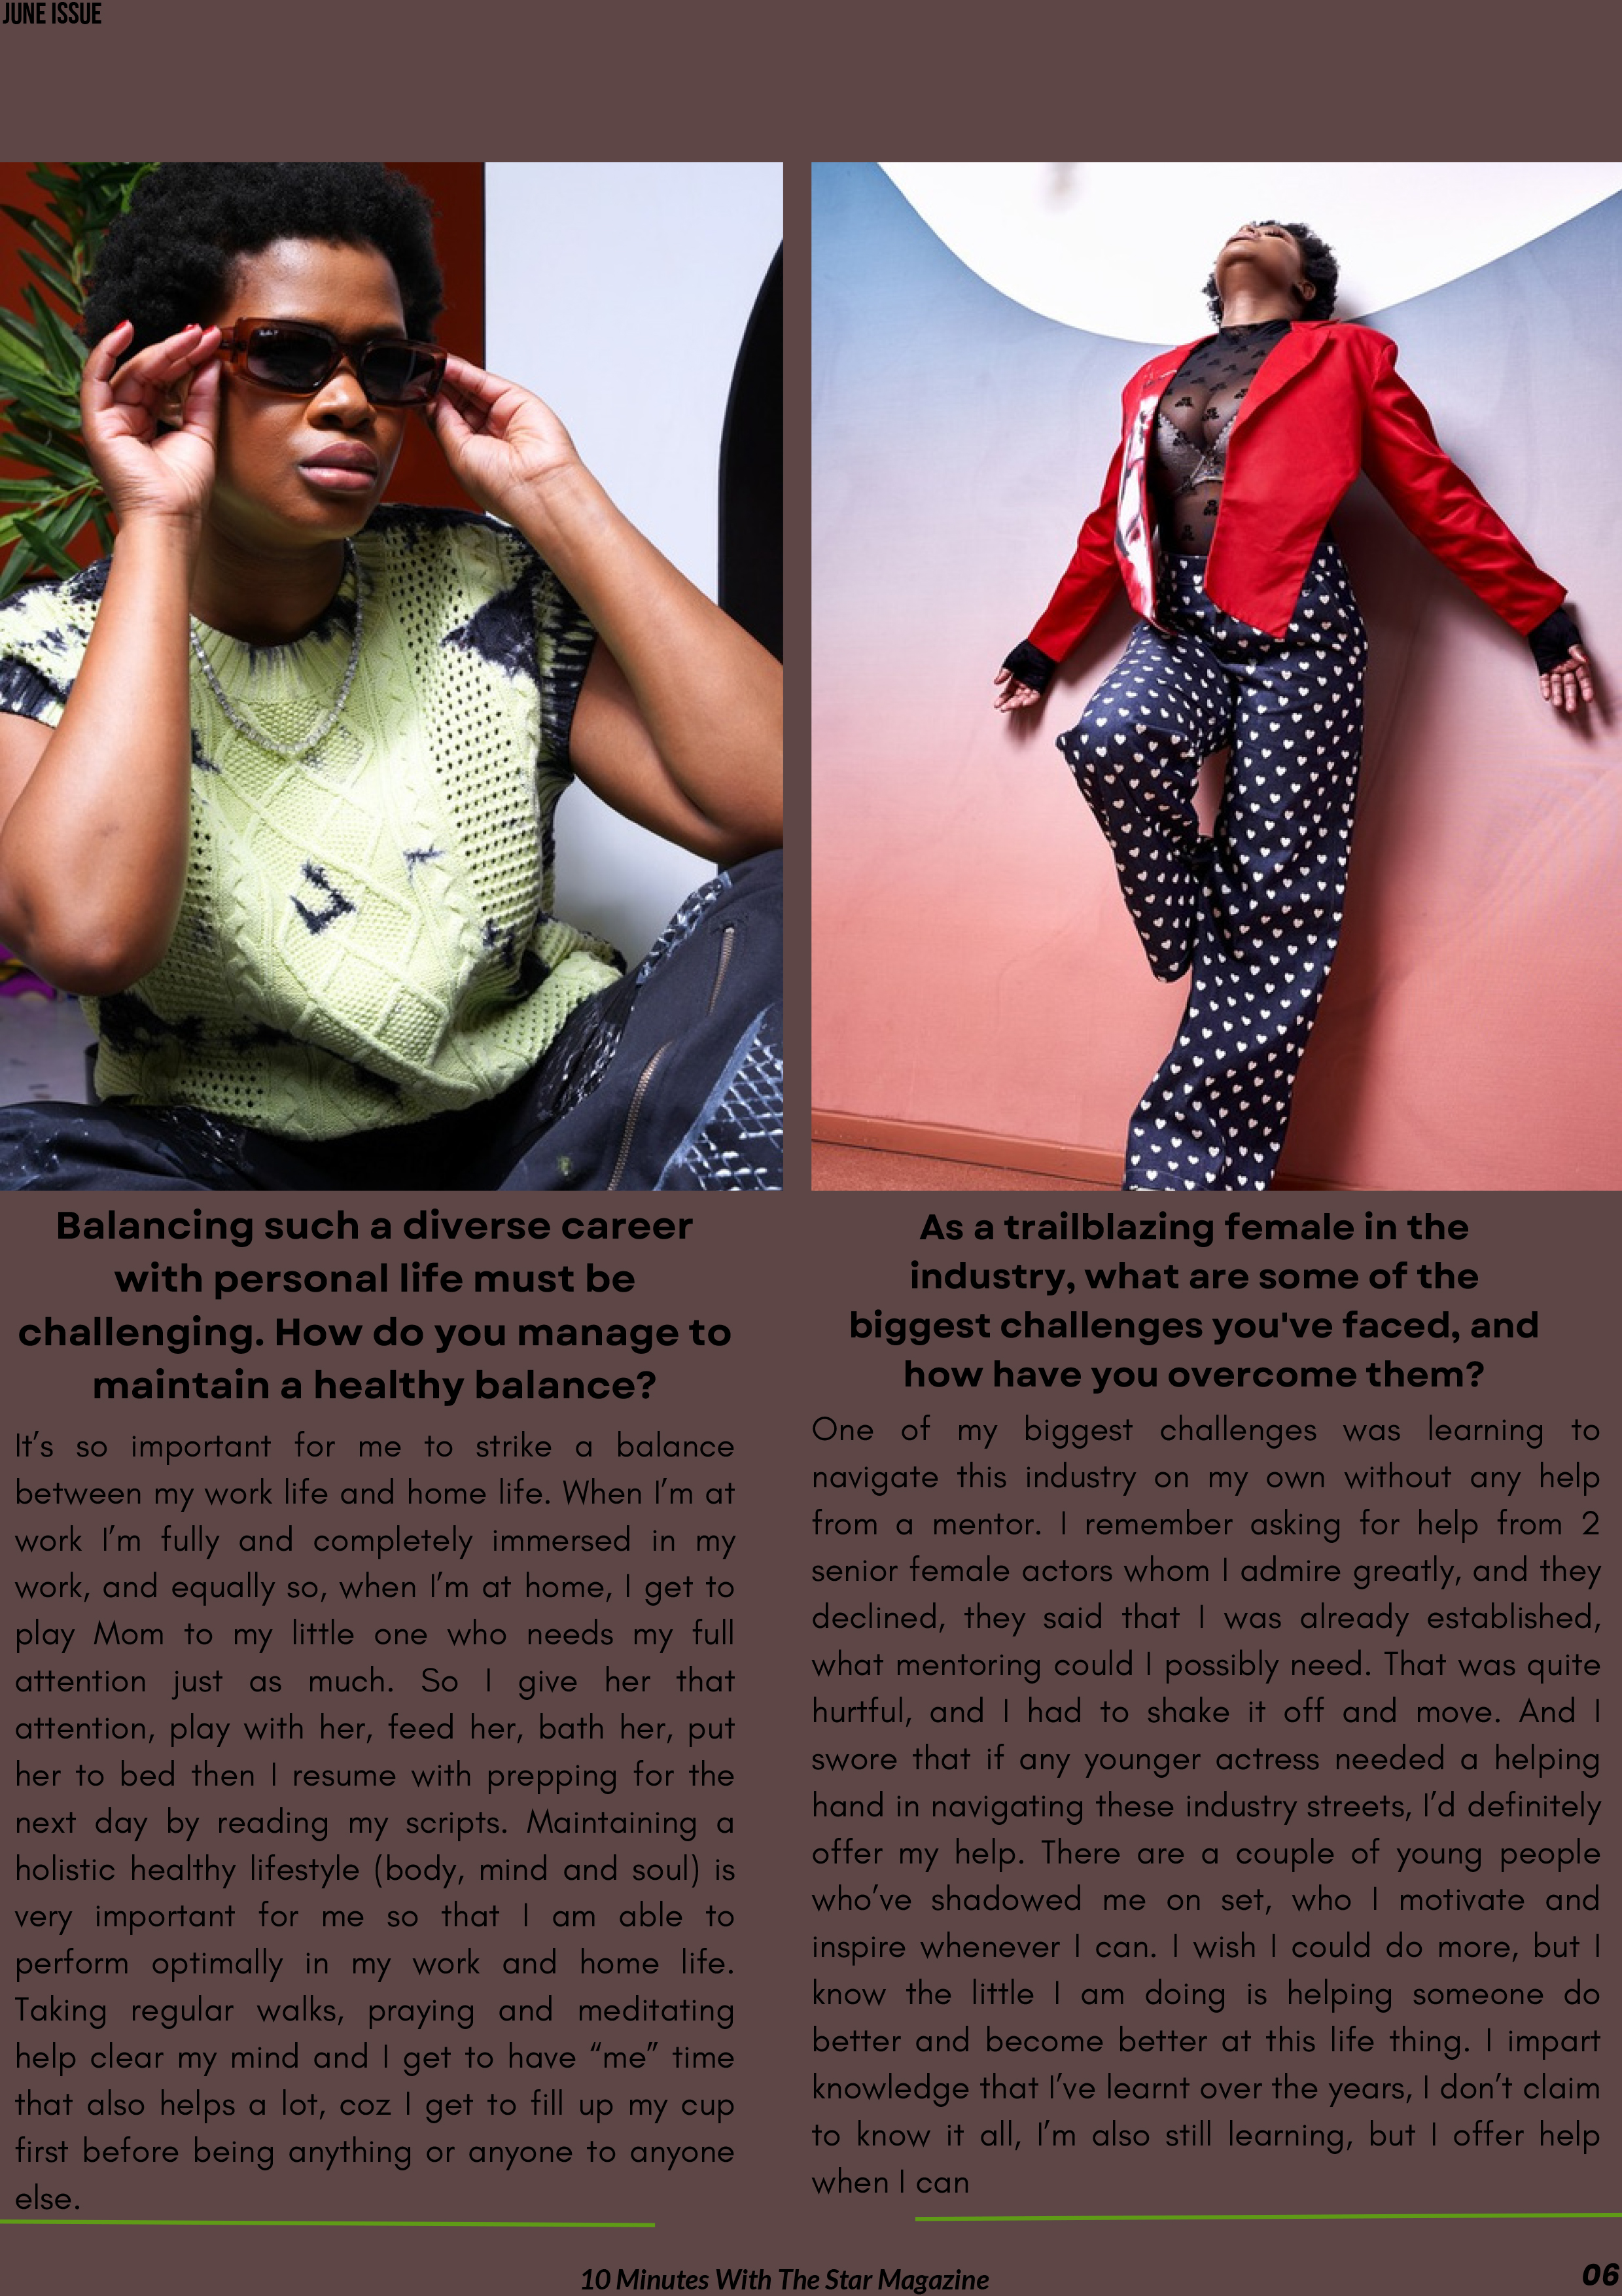 JUNE ISSUE
Balancing such a diverse career
with personal life must be
challenging. How do you manage to
maintain a healthy balance?
It’s so important for me to strike a balance
between my work life and home life. When I’m at
work I’m fully and completely immersed in my
work, and equally so, when I’m at home, I get to
play Mom to my little one who needs my full
attention just as much. So I give her that
attention, play with her, feed her, bath her, put
her to bed then I resume with prepping for the
next day by reading my scripts. Maintaining a
holistic healthy lifestyle (body, mind and soul) is
very important for me so that I am able to
perform optimally in my work and home life.
Taking regular walks, praying and meditating
help clear my mind and I get to have “me” time
that also helps a lot, coz I get to fill up my cup
first before being anything or anyone to anyone
else.
As a trailblazing female in the
industry, what are some of the
biggest challenges you've faced, and
how have you overcome them?
One of my biggest challenges was learning to
navigate this industry on my own without any help
from a mentor. I remember asking for help from 2
senior female actors whom I admire greatly, and they
declined, they said that I was already established,
what mentoring could I possibly need. That was quite
hurtful, and I had to shake it off and move. And I
swore that if any younger actress needed a helping
hand in navigating these industry streets, I’d definitely
offer my help. There are a couple of young people
who’ve shadowed me on set, who I motivate and
inspire whenever I can. I wish I could do more, but I
know the little I am doing is helping someone do
better and become better at this life thing. I impart
knowledge that I’ve learnt over the years, I don’t claim
to know it all, I’m also still learning, but I offer help
when I can
10 Minutes With The Star Magazine
06